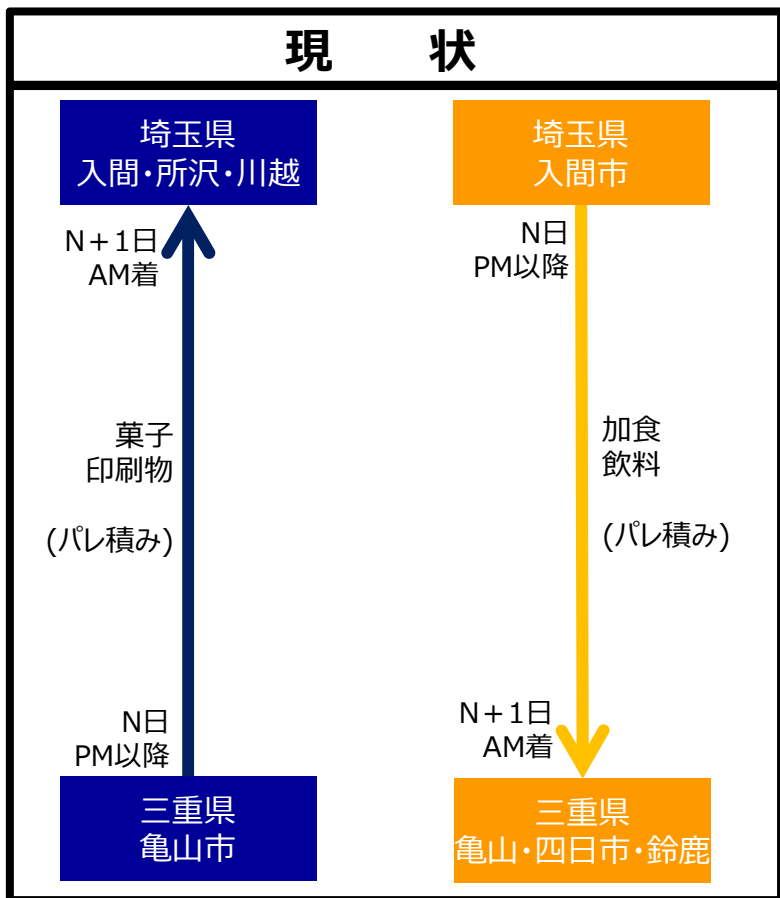 現　状
埼玉県
入間・所沢・川越
N＋1日
AM着
菓子
印刷物
(パレ積み)
N日
PM以降
三重県
亀山市
埼玉県
入間市
N日
PM以降
加食
飲料
(パレ積み)
N＋1日
AM着
三重県
亀山・四日市・鈴鹿